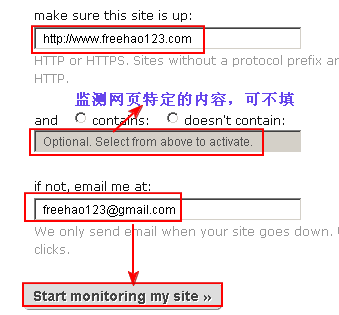 make sure this site is up:
http://www.freehao123.com
HTTP or HTTPS. Sites without a protocol prefix ar
HTTP.
监测网页特定的内容，可不填
and contains: doesn't contain:
Optional. Select from above to activate.
if not, email me at:
freehao123@gmail.com
We only send email when your site goes down.
clicks.
Start monitoring my site »